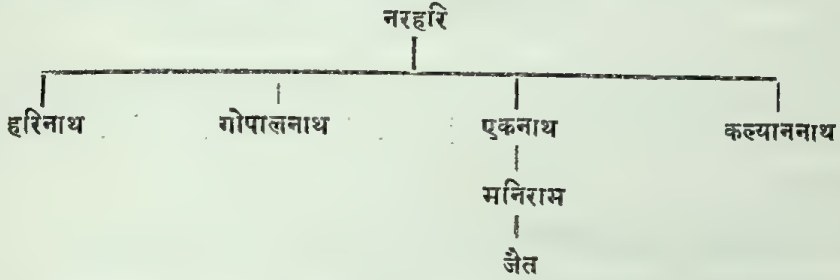 नरहरि
हरिनाथ गोपालनाथ एकनाथ कल्याननाथ
मनिराम
जैत